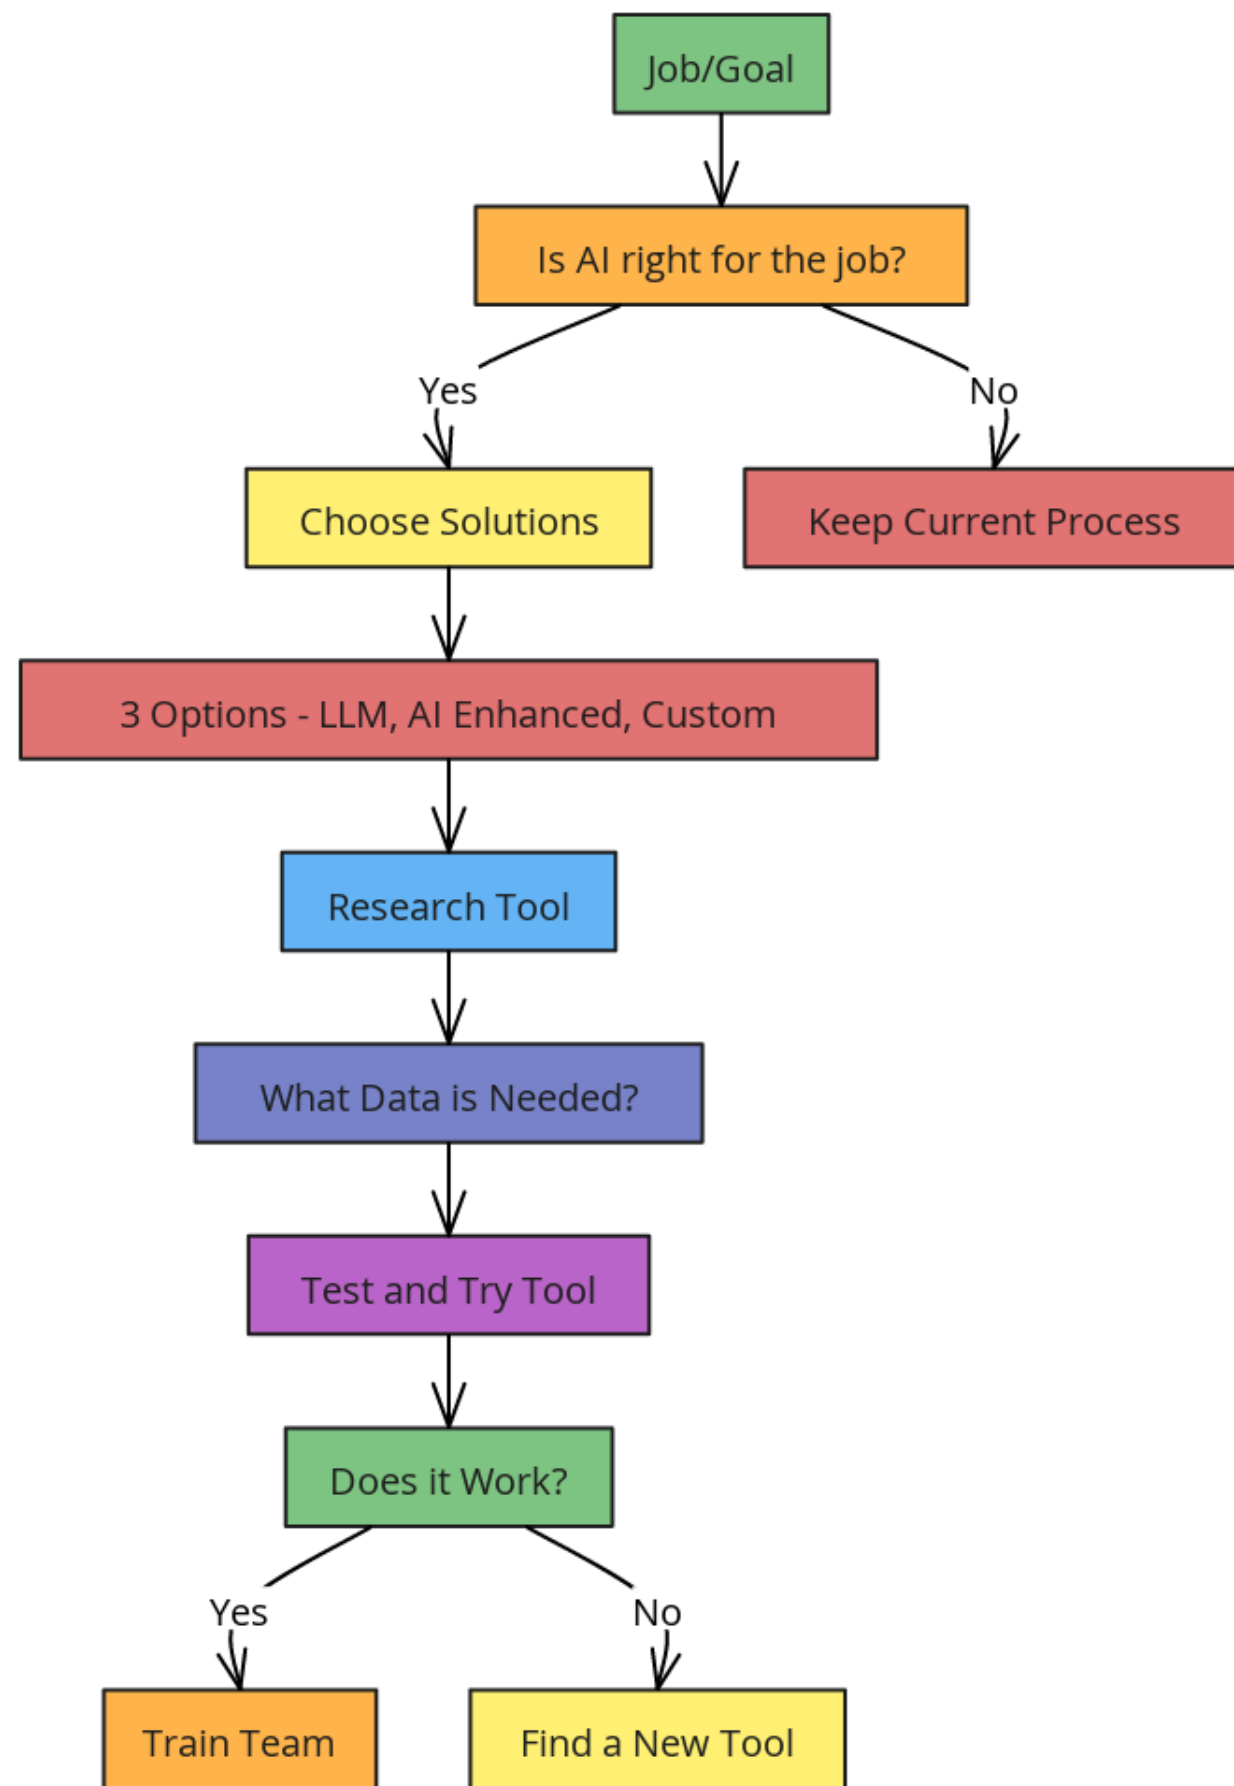 Job/Goal
Is AI right for the job?
Yes
No
Choose Solutions
Keep Current Process
3 Options - LLM, AI Enhanced, Custom
Research Tool
What Data is Needed?
Test and Try Tool
Does it Work?
Yes
No
Train Team
Find a New Tool